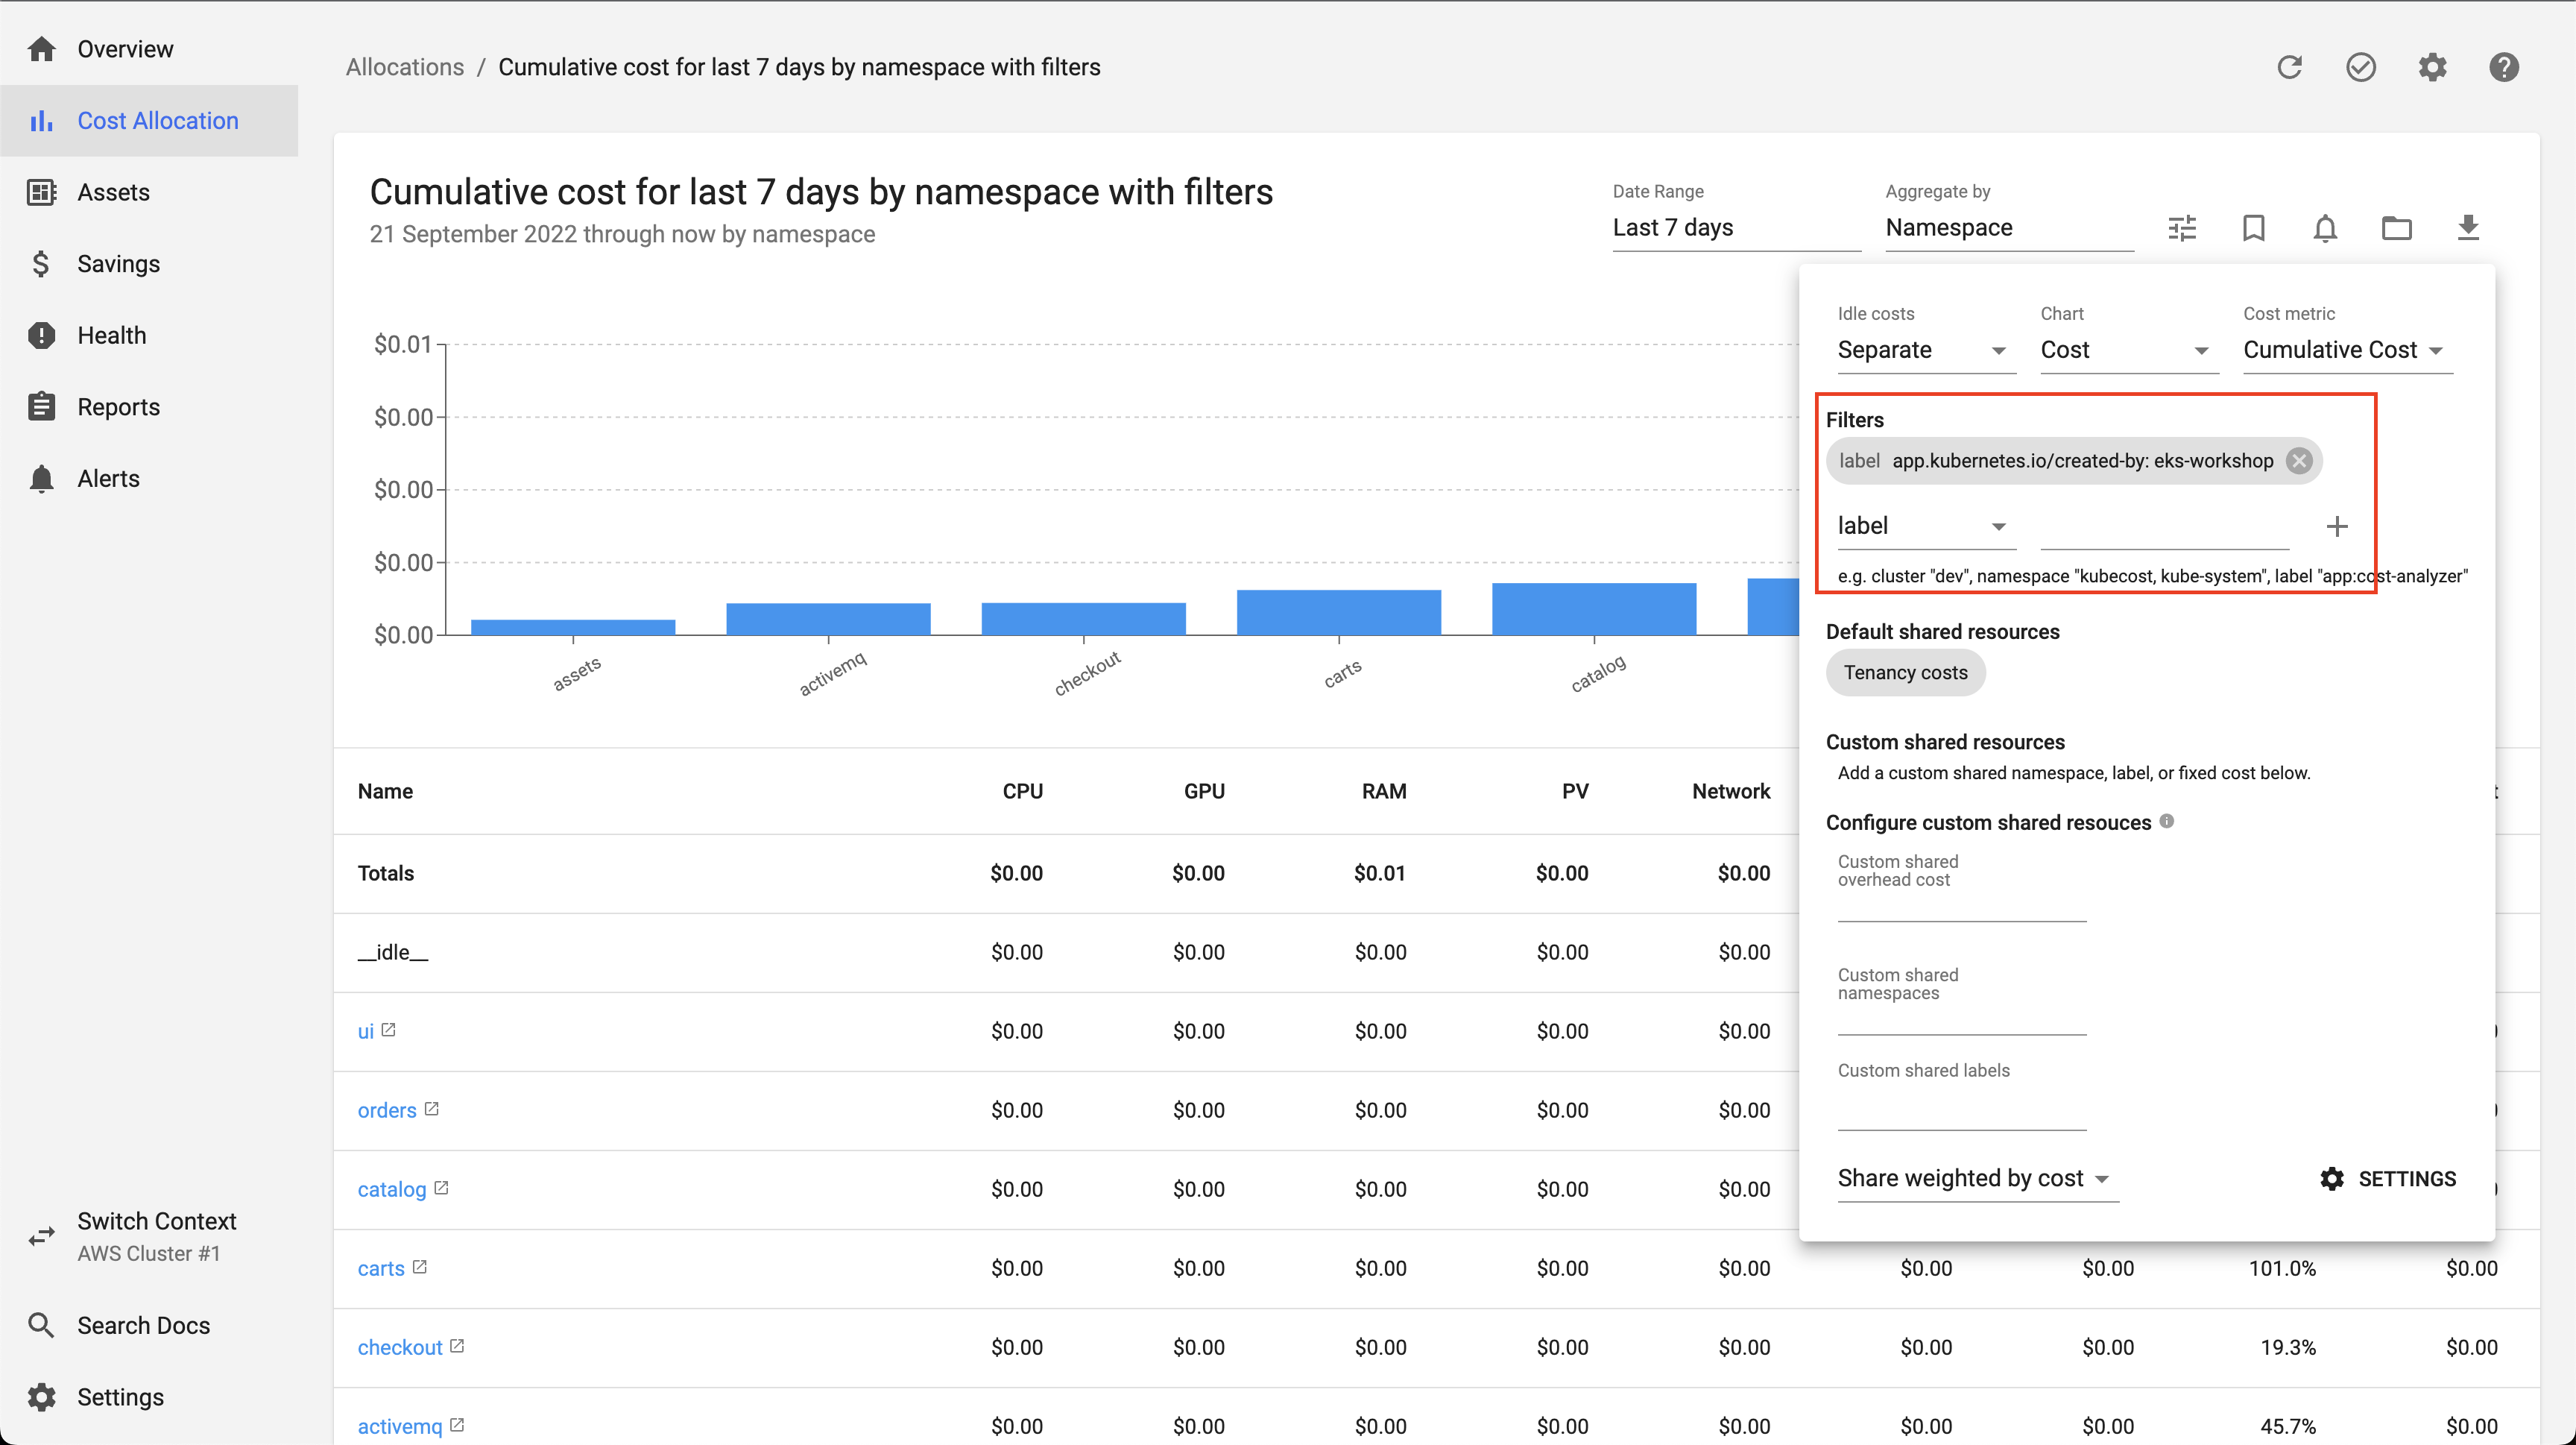 Overview
Cost Allocation
Assets
Savings
Health
Reports
Alerts
Switch Context
AWS Cluster #1
Search Docs
Settings
Allocations / Cumulative cost for last 7 days by namespace with filters
Cumulative cost for last 7 days by namespace with filters
21 September 2022 through now by namespace
Date Range
Last 7 days
Aggregate by
Namespace
$0.01
$0.00
$0.00
$0.00
$0.00
assets
activemq
checkout
carts
catalog
Idle costs
Separate
Chart
Cost
Cost metric
Cumulative Cost
Filters
label app.kubernetes.io/created-by: eks-workshop
label
e.g. cluster "dev", namespace "kubecost, kube-system", label "app:cost-analyzer"
Default shared resources
Tenancy costs
Custom shared resources
Add a custom shared namespace, label, or fixed cost below.
Configure custom shared resouces
Custom shared
overhead cost
Custom shared
namespaces
Custom shared labels
Share weighted by cost
SETTINGS
Name CPU GPU RAM PV Network
Totals $0.00 $0.00 $0.01 $0.00 $0.00
__idle__ $0.00 $0.00 $0.00 $0.00 $0.00
ui $0.00 $0.00 $0.00 $0.00 $0.00
orders $0.00 $0.00 $0.00 $0.00 $0.00
catalog $0.00 $0.00 $0.00 $0.00 $0.00
carts $0.00 $0.00 $0.00 $0.00 $0.00 $0.00 $0.00 101.0% $0.00
checkout $0.00 $0.00 $0.00 $0.00 $0.00 $0.00 $0.00 19.3% $0.00
activemq $0.00 $0.00 $0.00 $0.00 $0.00 $0.00 $0.00 45.7% $0.00